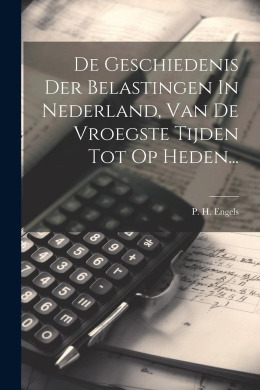 De Geschiedenis
Der Belastingen In
Nederland, Van De
Vroegste Tijden
Tot Op Heden...
P. H. Engels